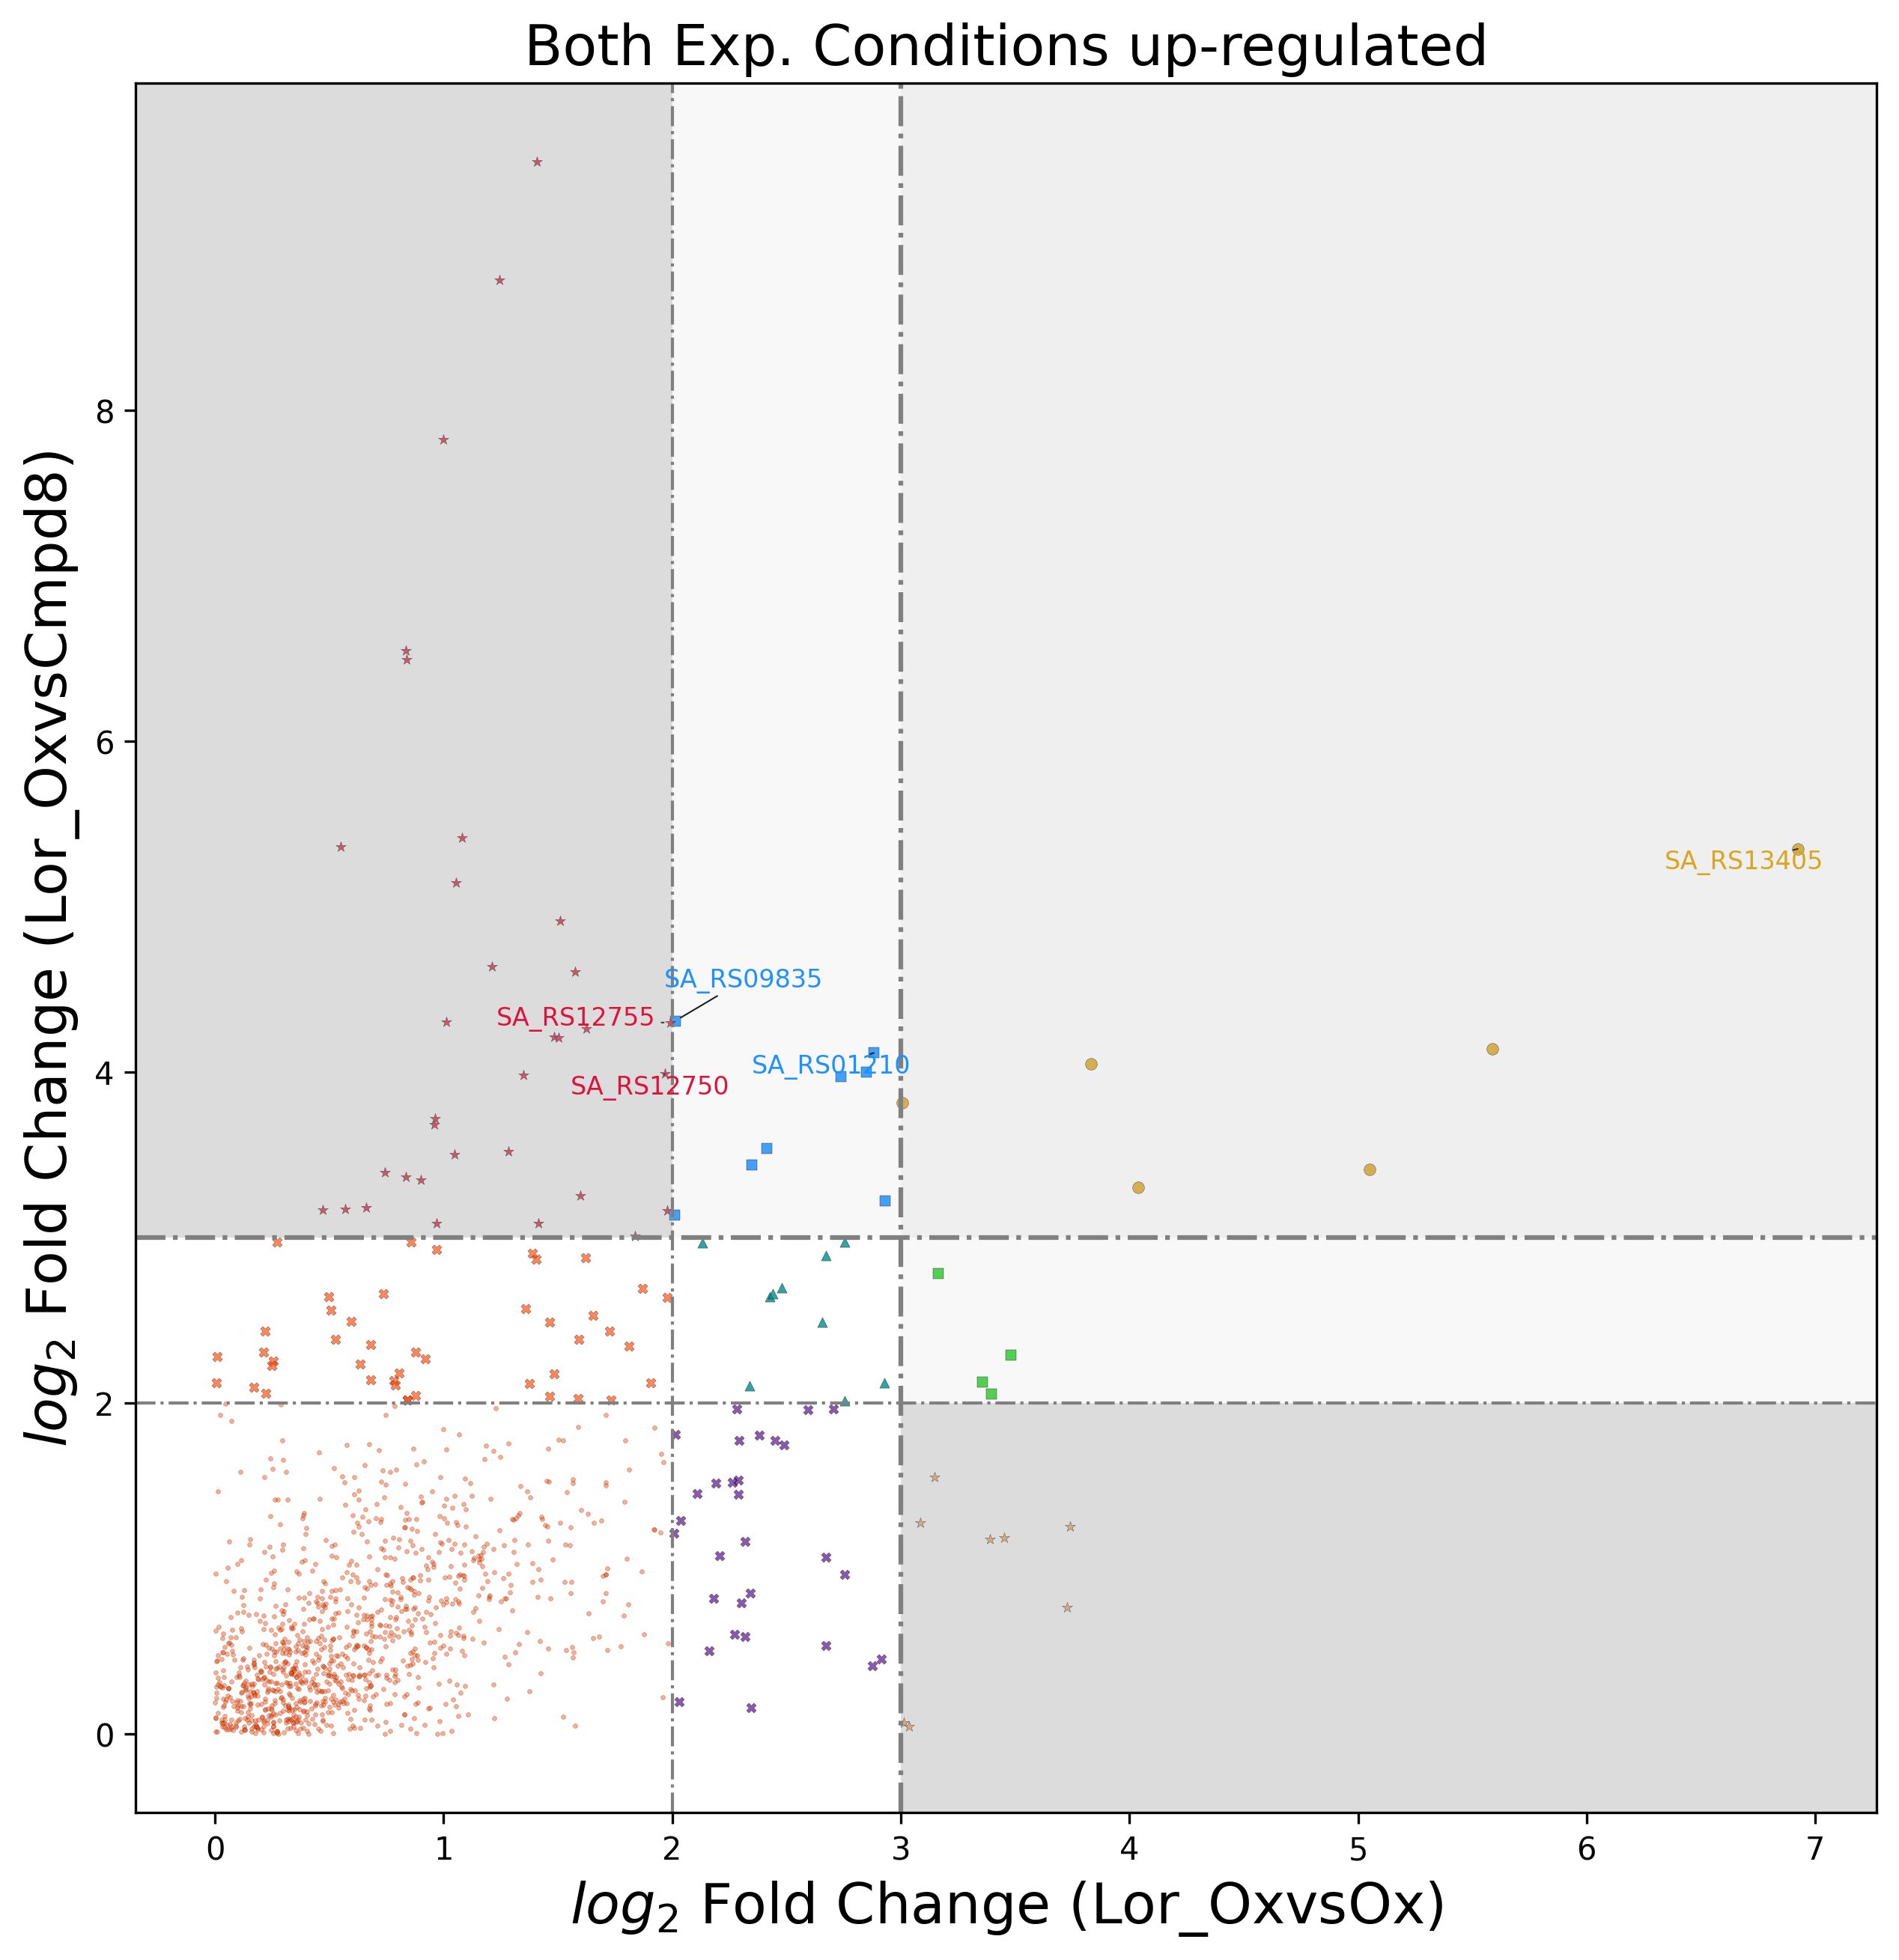 Both Exp. Conditions up-regulated
log2 Fold Change (Lor_OxvsCmpd8)
8
6
4
2
0
SA_RS13405
SA_RS09835
SA_RS12755
SA_RS01210
SA_RS12750
0 1 2 3 4 5 6 7
log2 Fold Change (Lor_OxvsOx)